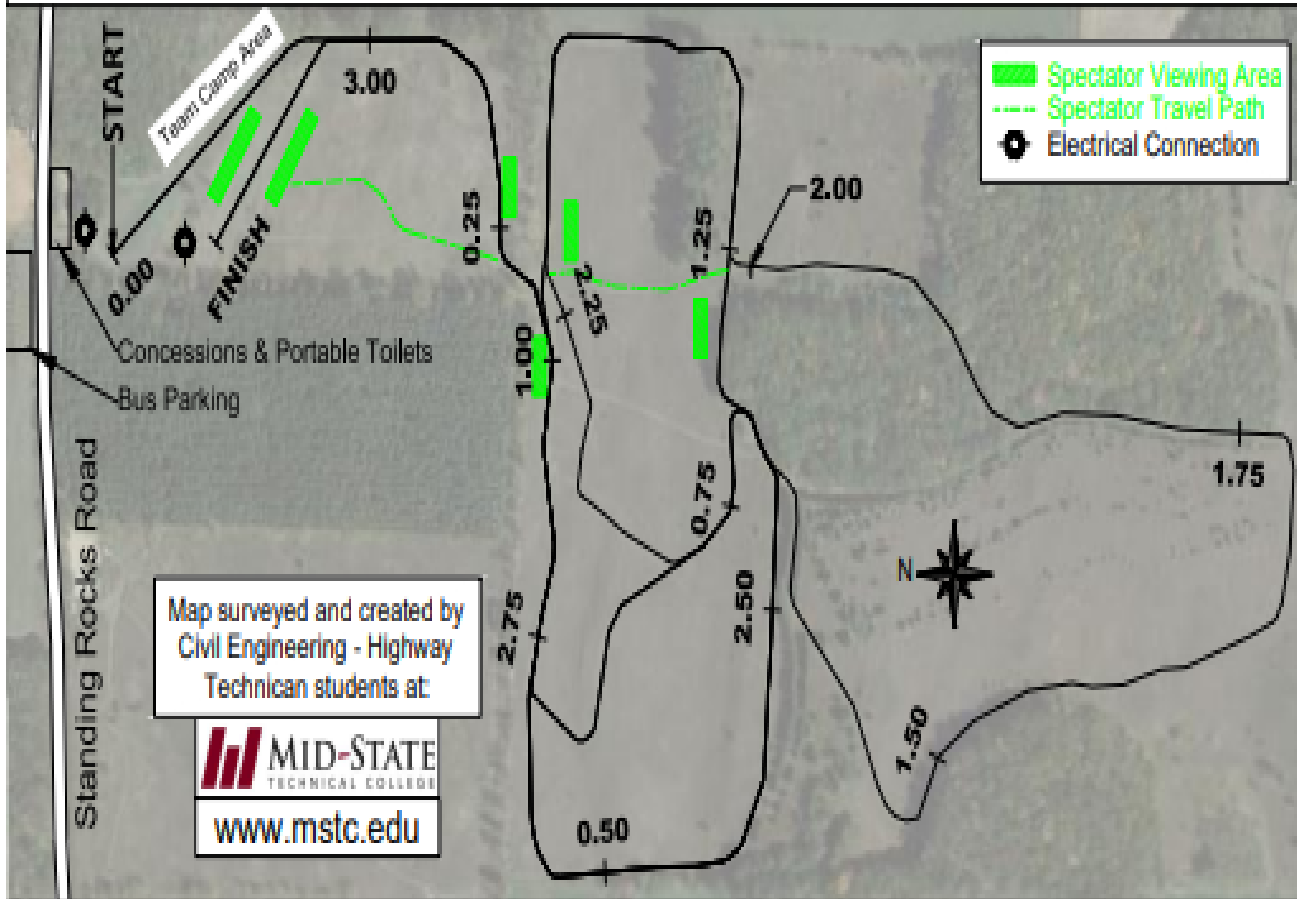 START
Team Camp Area
3.00
Spectator Viewing Area
Spectator Travel Path
Electrical Connection
2.00
0.25
1.25
0.00
FINISH
2.25
Concessions & Portable Toilets
1.00
Bus Parking
Standing Rocks Road
0.75
1.75
N
2.50
2.75
Map surveyed and created by
Civil Engineering - Highway
Technican students at:
1.50
MID-STATE
TECHNICAL COLLEGE
www.mstc.edu
0.50